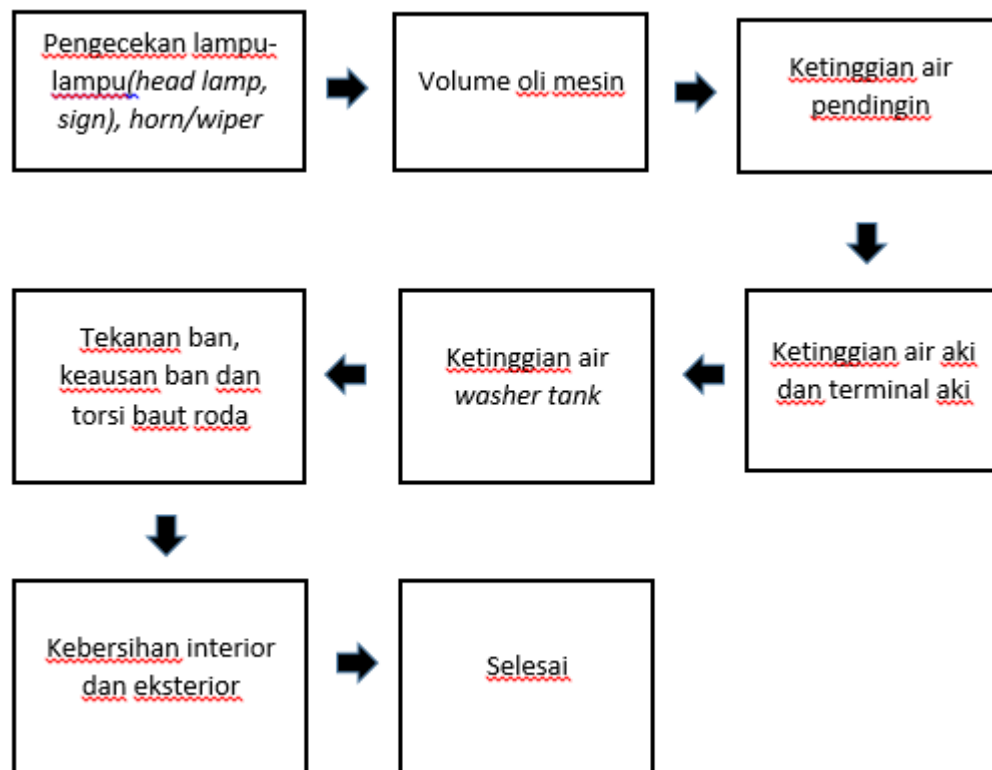 Pengecekan lampu-
lampu(head lamp,
sign), horn/wiper
Volume oli mesin
Ketinggian air
pendingin
Ketinggian air aki
dan terminal aki
Ketinggian air
washer tank
Tekanan ban,
keausan ban dan
torsi baut roda
Kebersihan interior
dan eksterior
Selesai